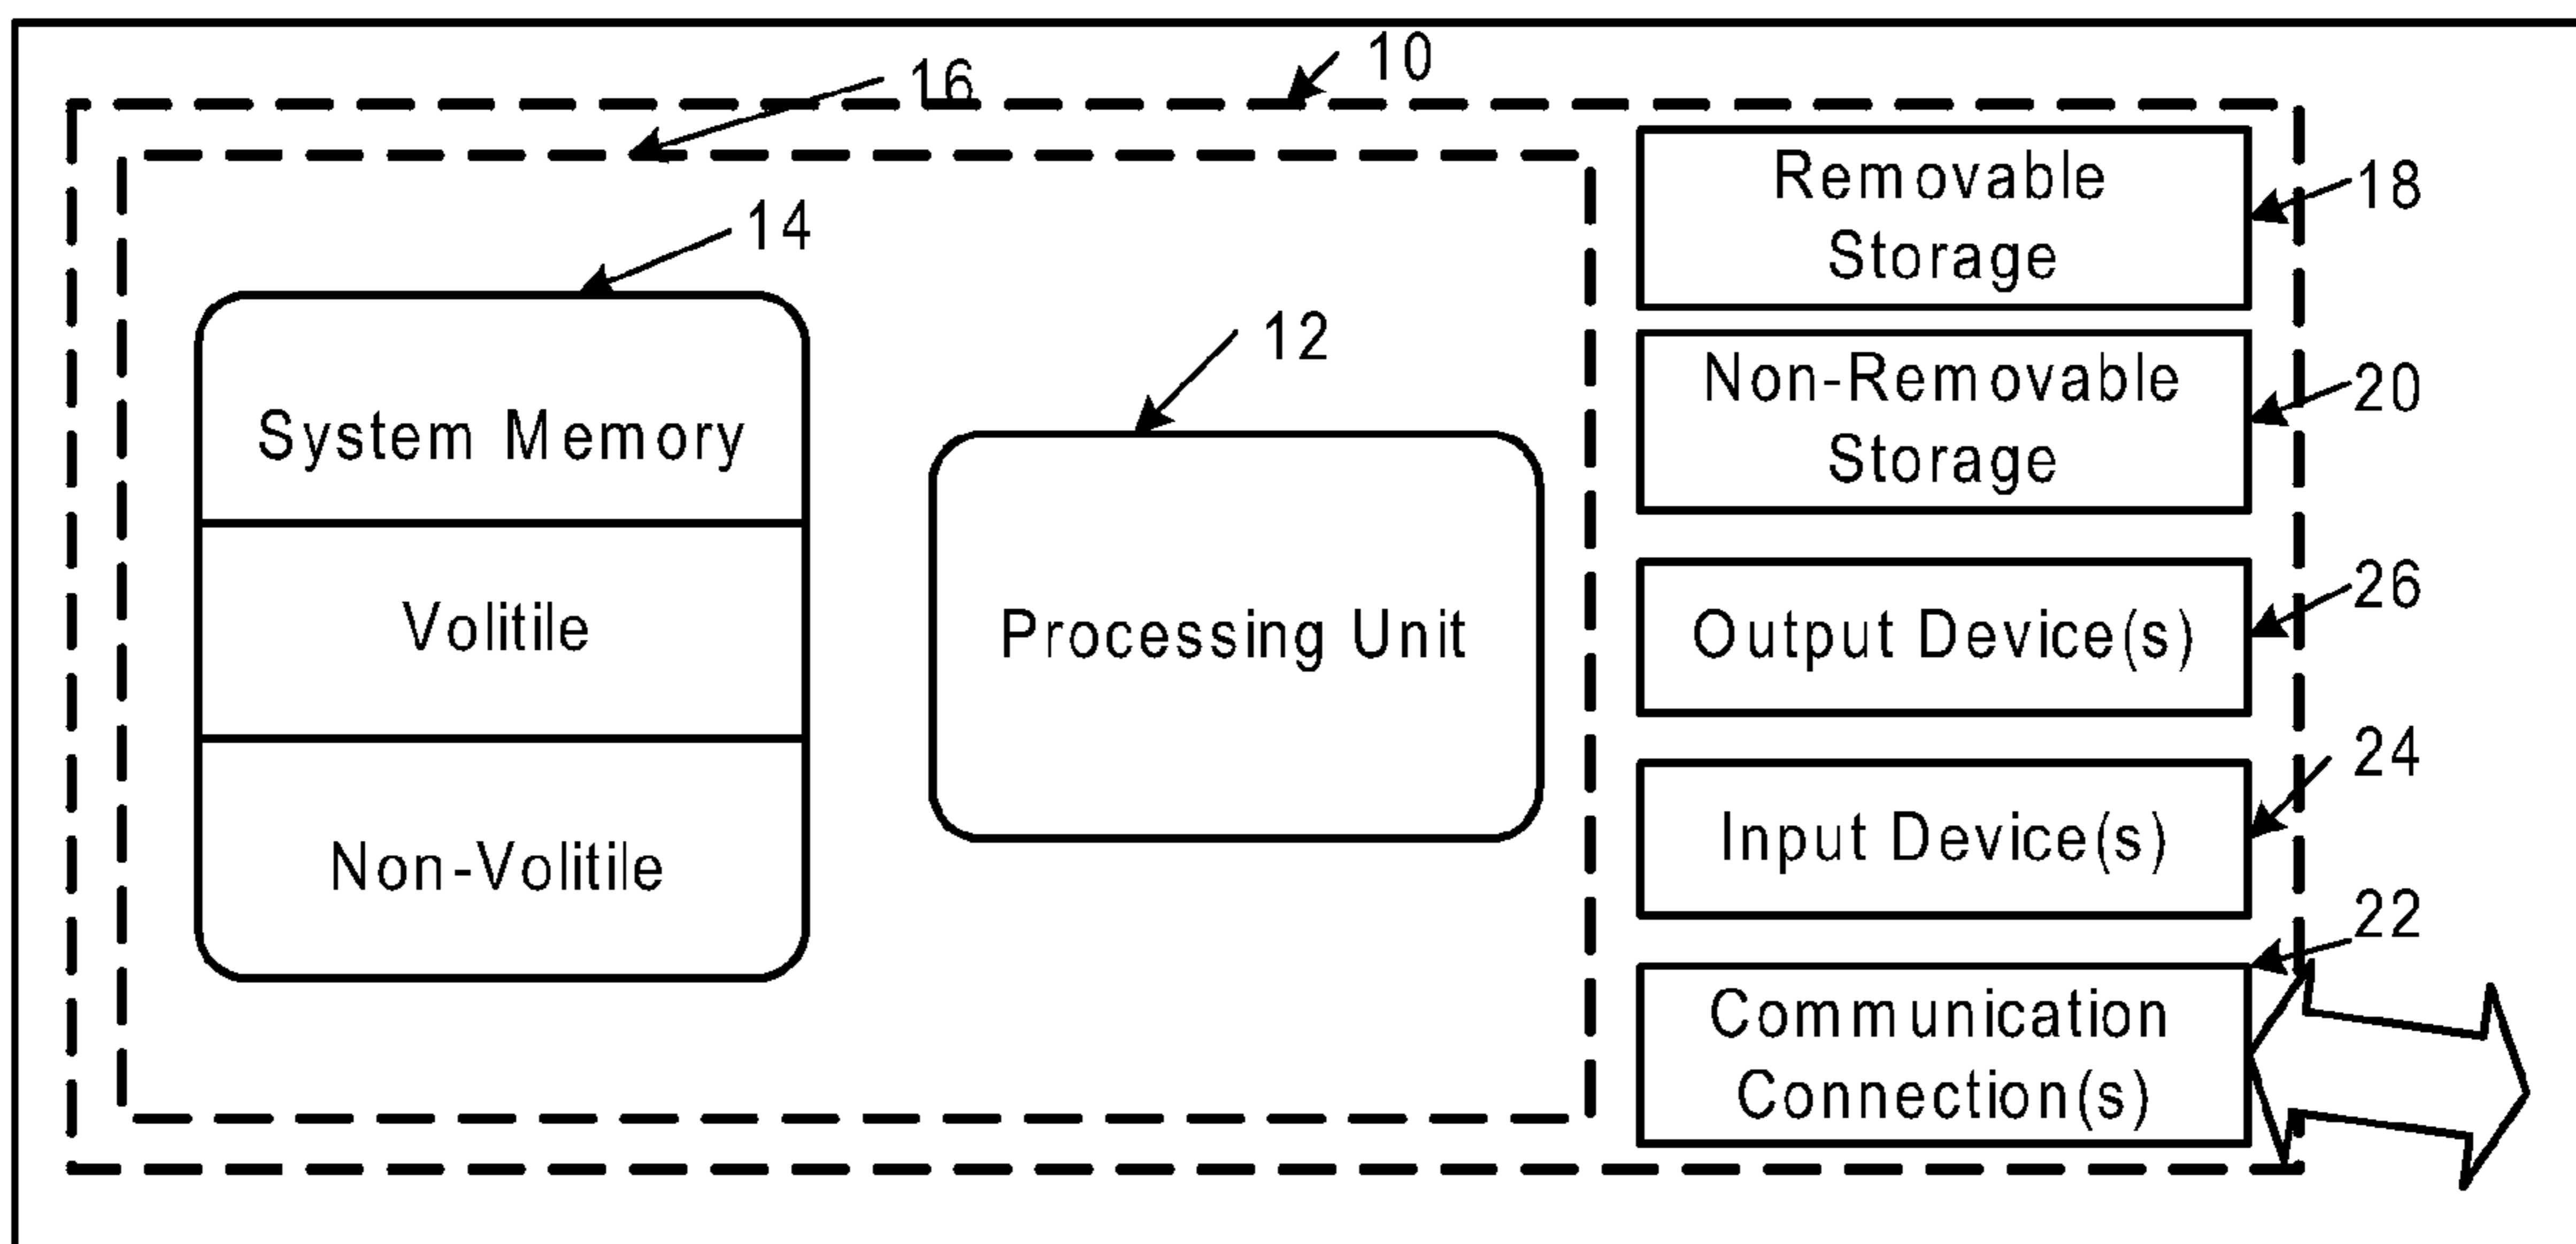 10
16
14
System Memory
Volitile
Non-Volitile
12
Processing Unit
Removable
Storage
18
Non-Removable
Storage
20
Output Device(s)
26
Input Device(s)
24
Communication
Connection(s)
22